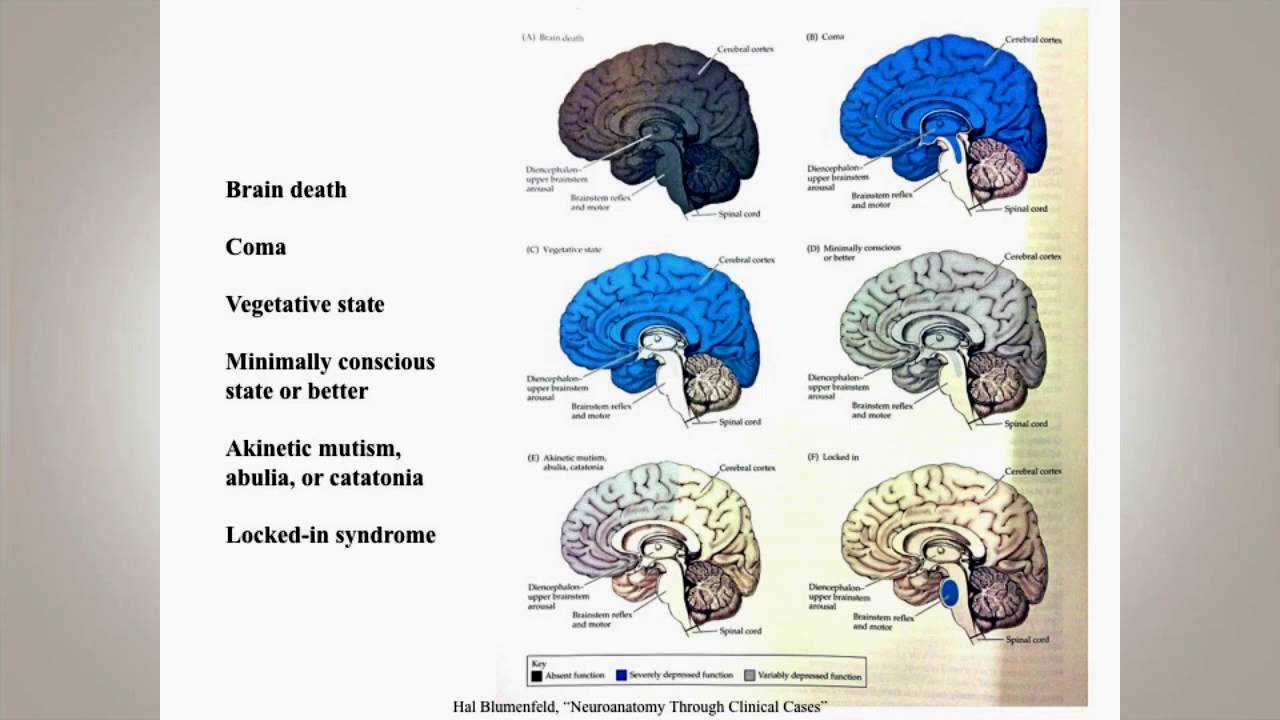 Brain death
Coma
Vegetative state
Minimally conscious
state or better
Akinetic mutism,
abulia, or catatonia
Locked-in syndrome
(A) Brain death
Cerebral cortex
Diencephalon–
upper brainstem
arousal
Brainstem reflex
and motor
Spinal cord
(B) Coma
Cerebral cortex
Diencephalon–
upper brainstem
arousal
Brainstem reflex
and motor
Spinal cord
(C) Vegetative state
Cerebral cortex
Diencephalon–
upper brainstem
arousal
Brainstem reflex
and motor
Spinal cord
(D) Minimally conscious
or better
Cerebral cortex
Diencephalon–
upper brainstem
arousal
Brainstem reflex
and motor
Spinal cord
(E) Akinetic mutism,
abulia, catatonia
Cerebral cortex
Diencephalon–
upper brainstem
arousal
Brainstem reflex
and motor
Spinal cord
(F) Locked in
Cerebral cortex
Diencephalon–
upper brainstem
arousal
Brainstem reflex
and motor
Spinal cord
Key
Absent function Severely depressed function Variably depressed function
Hal Blumenfeld, “Neuroanatomy Through Clinical Cases”